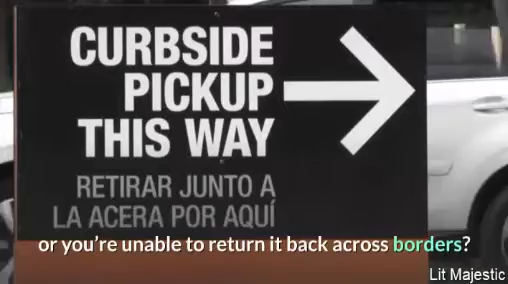 CURBSIDE
PICKUP
THIS WAY
RETIRAR JUNTO A
LA ACERA POR AQUÍ
or you're unable to return it back across borders?
Lit Majestic